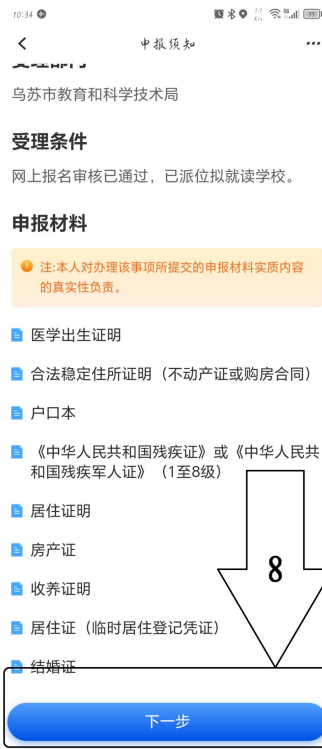 10:34
申报须知
乌苏市教育和科学技术局
受理条件
网上报名审核已通过，已派位拟就读学校。
申报材料
注:本人对办理该事项所提交的申报材料实质内容
的真实性负责。
医学出生证明
合法稳定住所证明（不动产证或购房合同）
户口本
《中华人民共和国残疾证》或《中华人民共
和国残疾军人证》（1至8级）
居住证明
房产证
8
收养证明
居住证（临时居住登记凭证）
结婚证
下一步